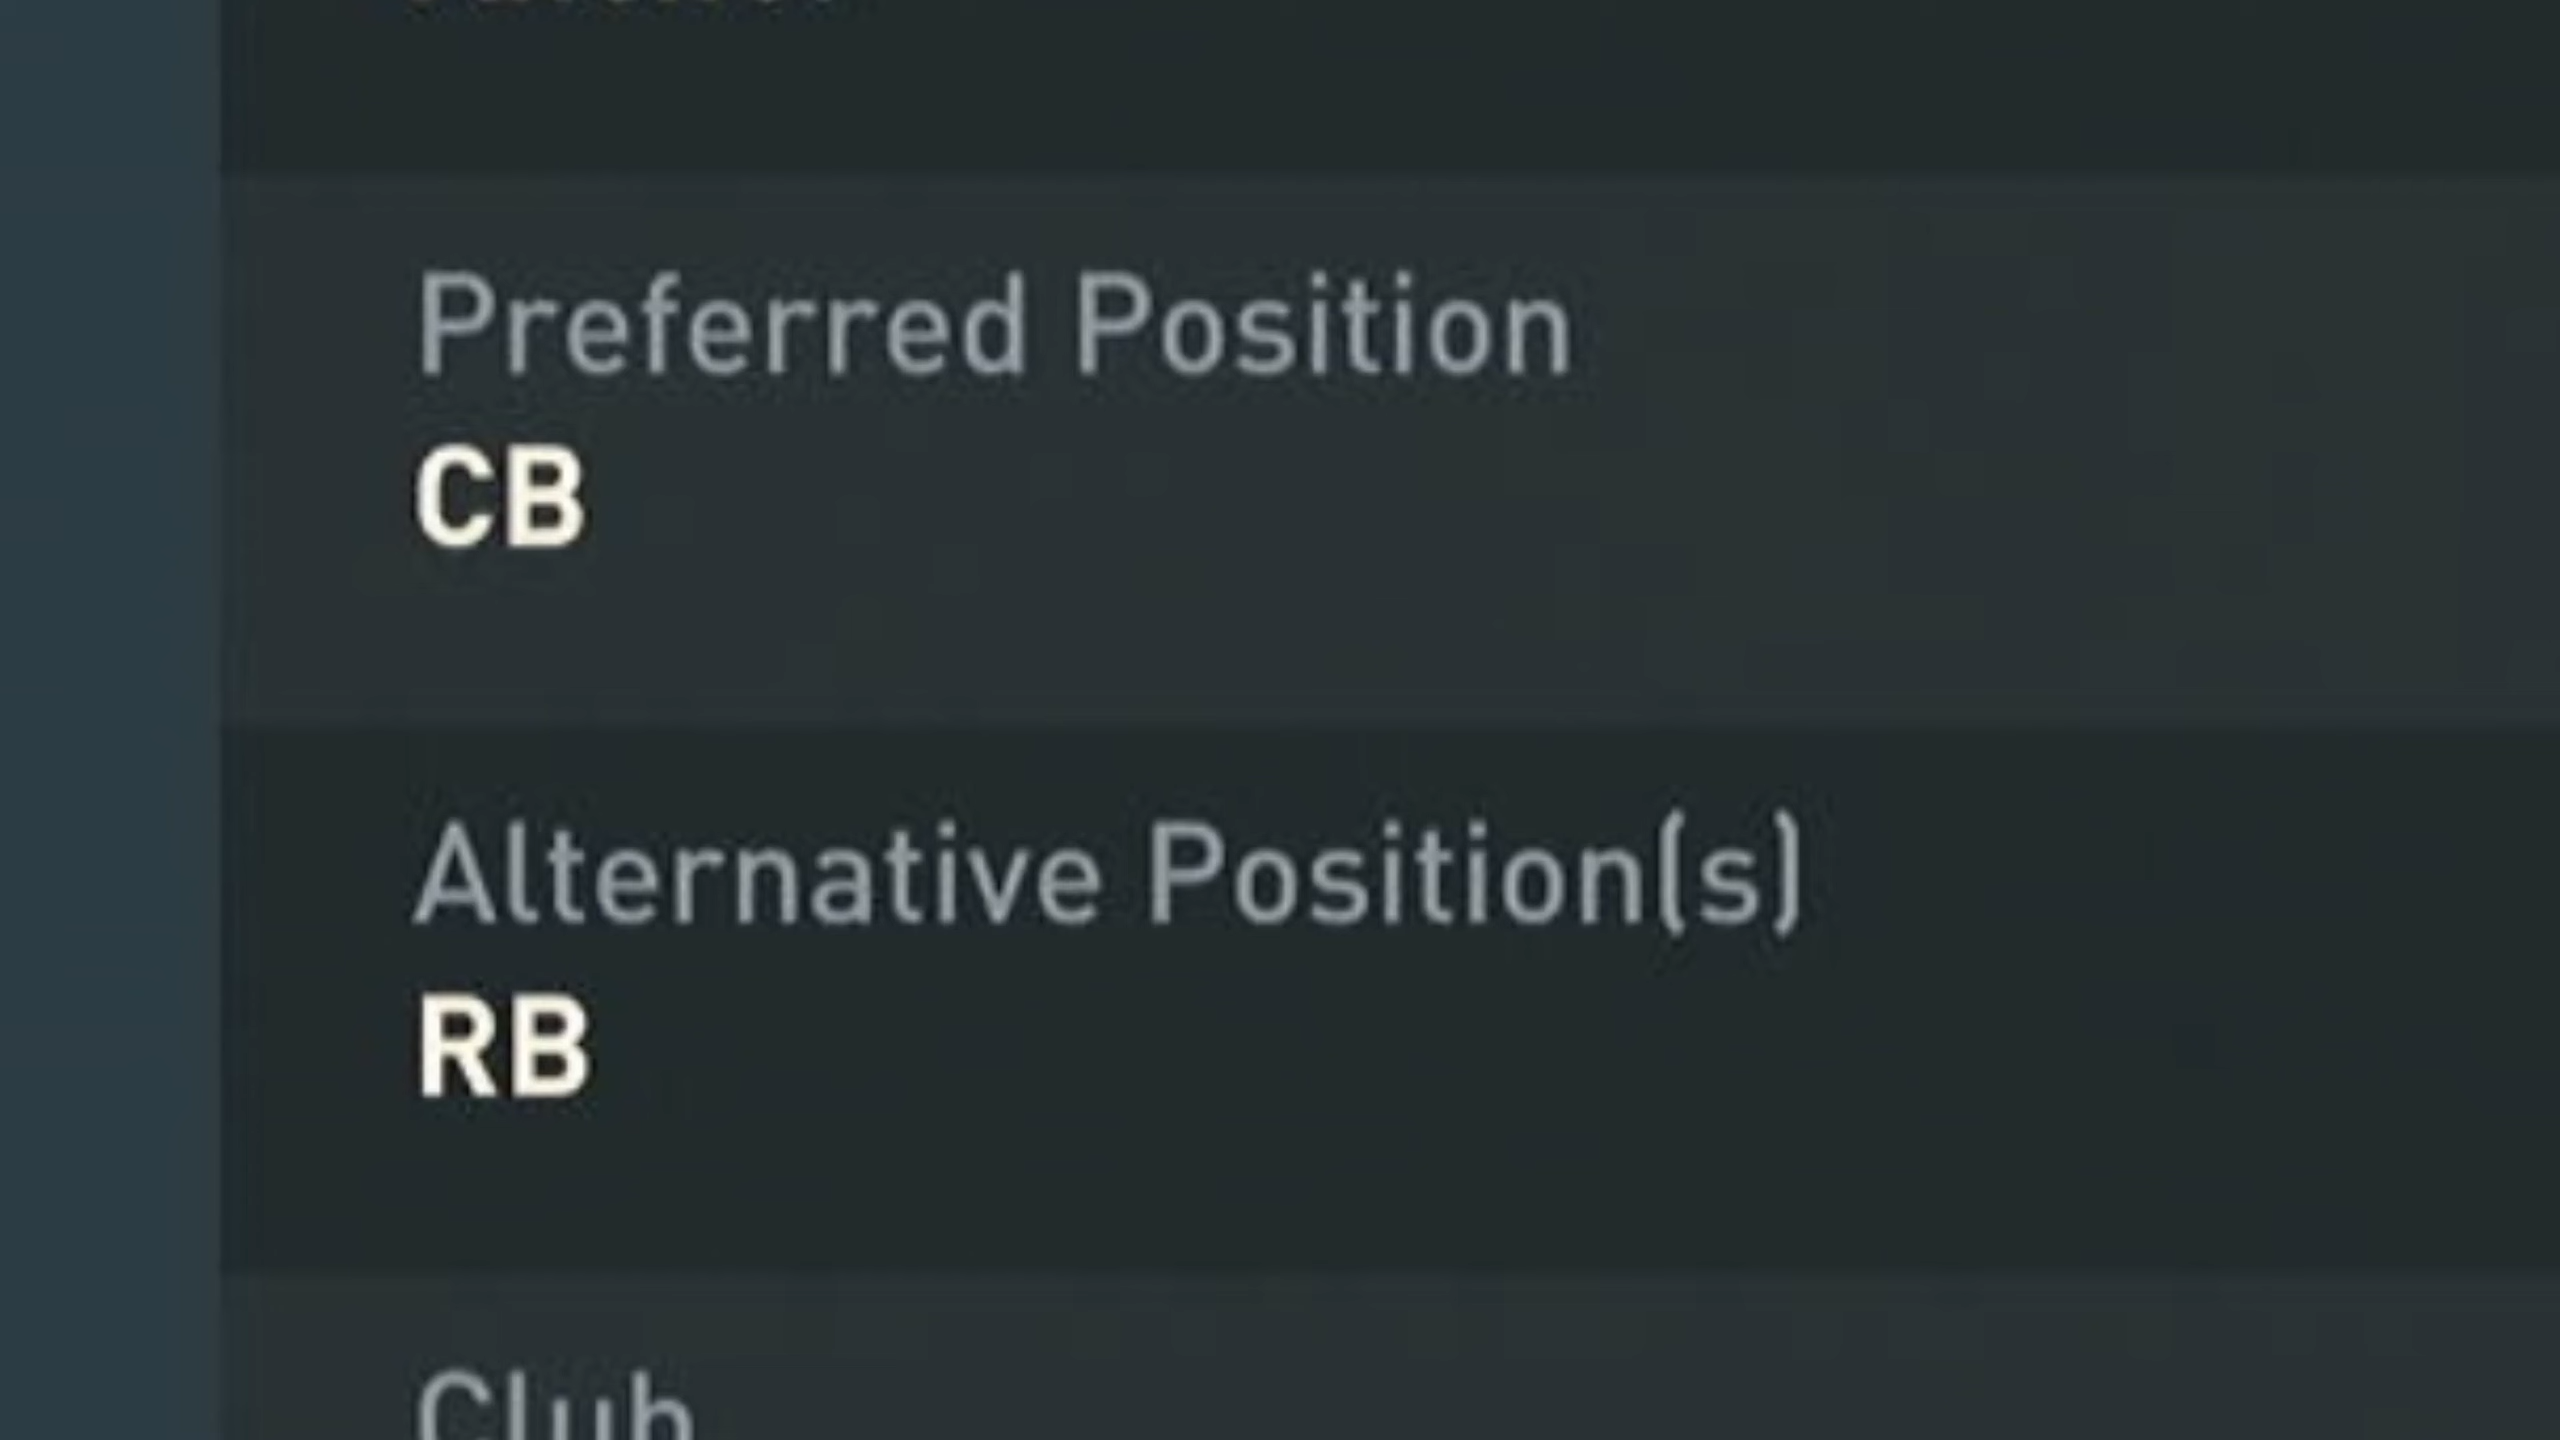 Preferred Position
CB
Alternative Position(s)
RB
Club